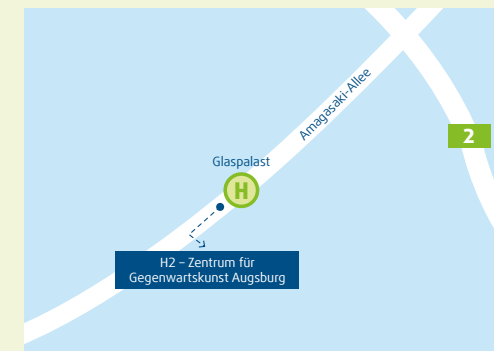 Amagasaki-Allee
2
Glaspalast
H
H2 – Zentrum für
Gegenwartskunst Augsburg